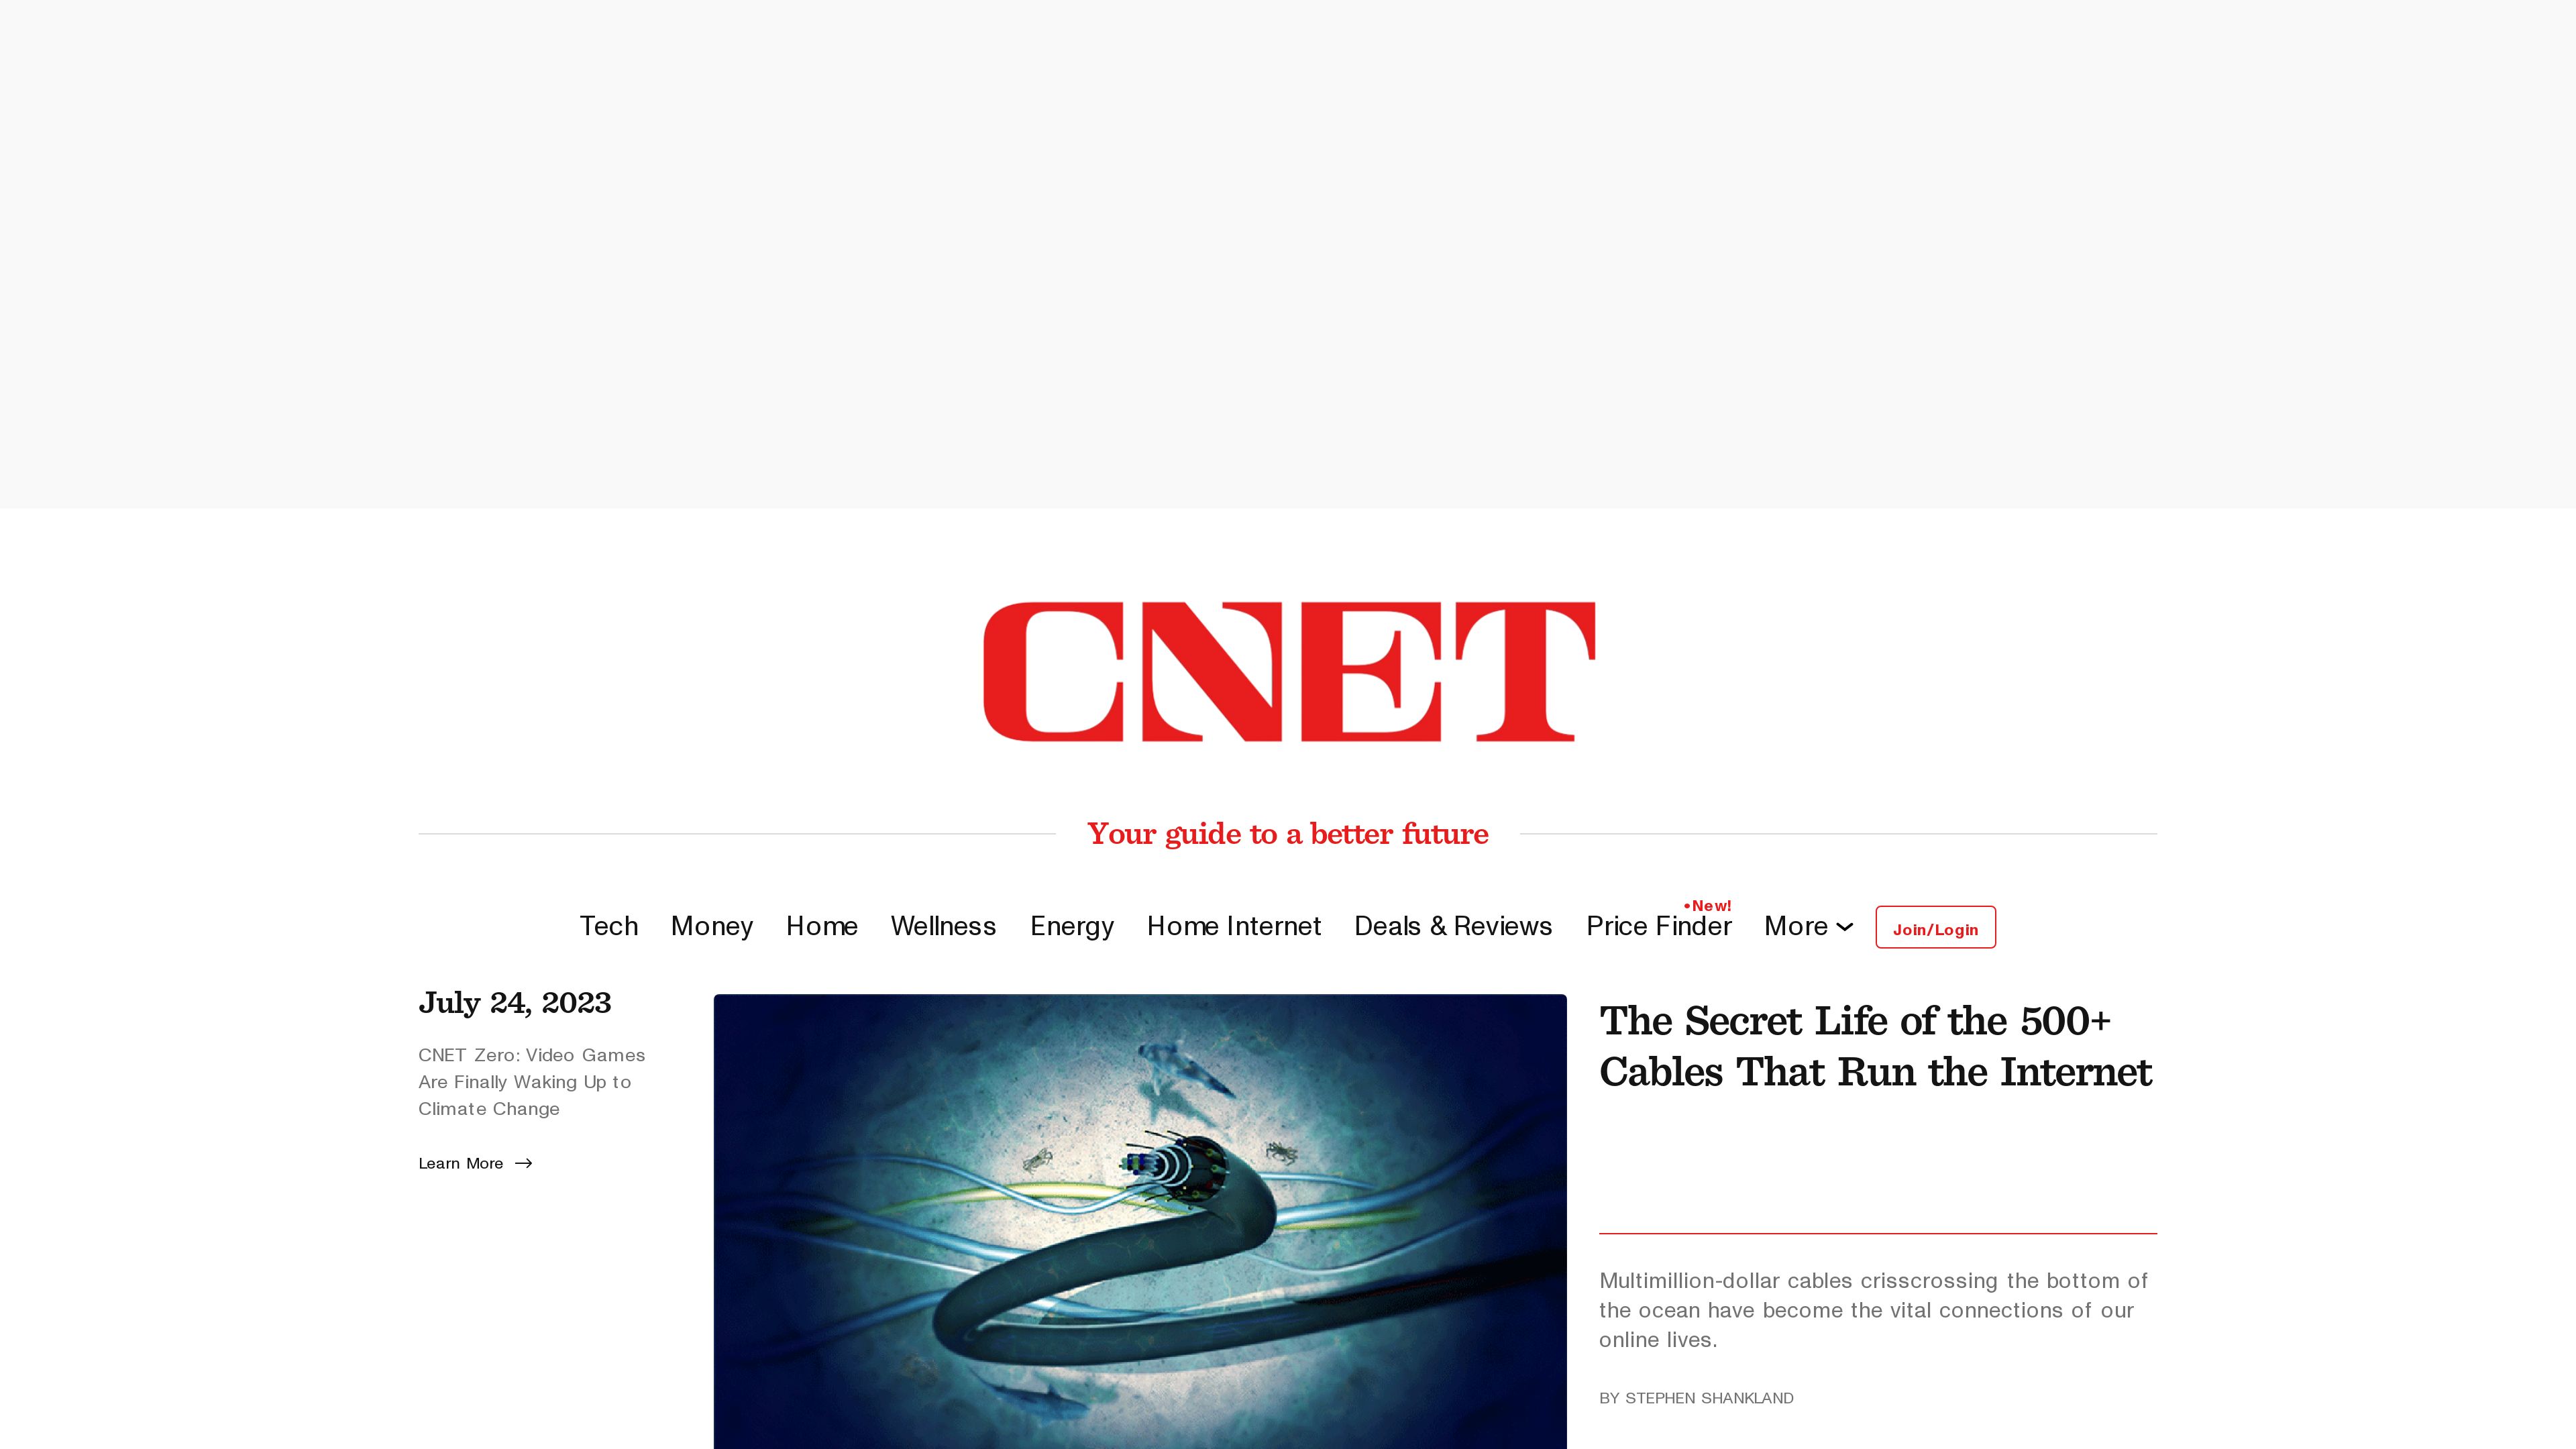 CNET
Your guide to a better future
Tech Money Home Wellness Energy Home Internet Deals & Reviews Price Finder •New! More Join/Login
July 24, 2023
CNET Zero: Video Games
Are Finally Waking Up to
Climate Change
Learn More
The Secret Life of the 500+
Cables That Run the Internet
Multimillion-dollar cables crisscrossing the bottom of
the ocean have become the vital connections of our
online lives.
BY STEPHEN SHANKLAND